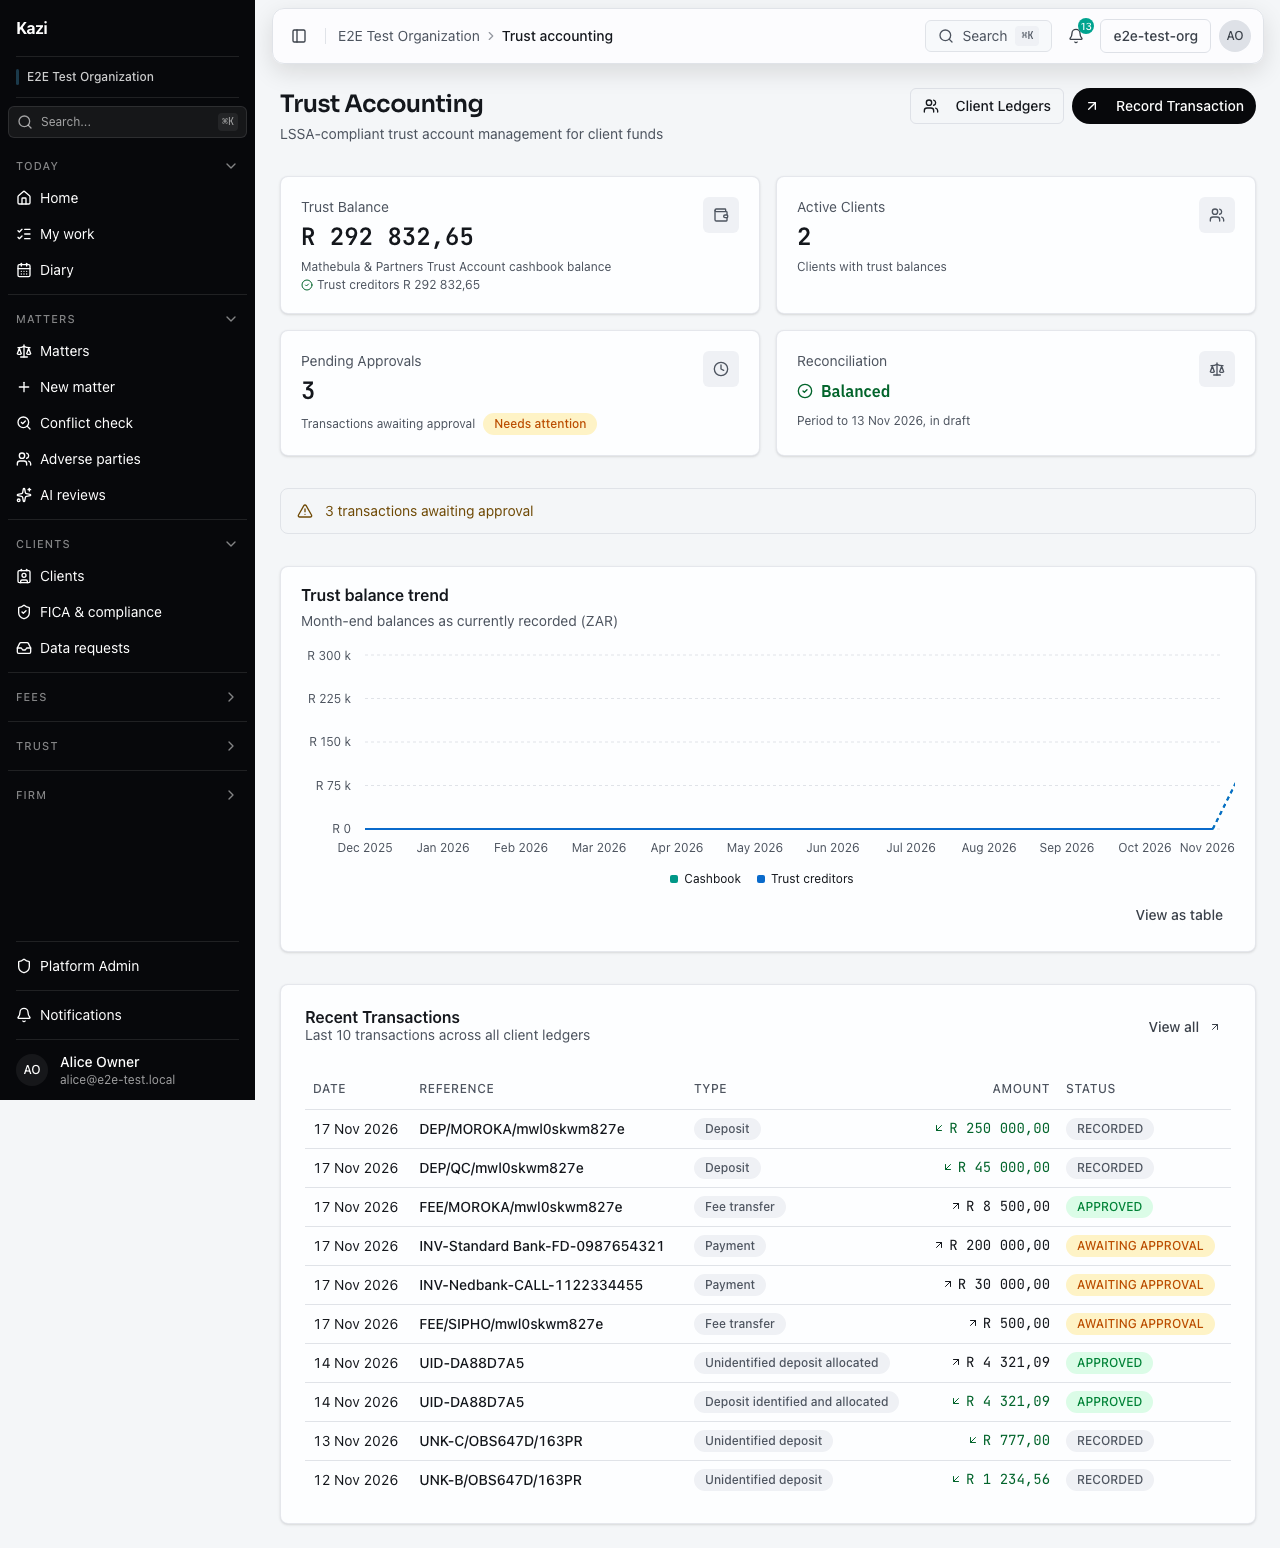 Kazi
E2E Test Organization
Search...
⌘K
TODAY
Home
My work
Diary
MATTERS
Matters
New matter
Conflict check
Adverse parties
AI reviews
CLIENTS
Clients
FICA & compliance
Data requests
FEES
TRUST
FIRM
Platform Admin
Notifications
AO
Alice Owner
alice@e2e-test.local
E2E Test Organization > Trust accounting
Search ⌘K
13
e2e-test-org
AO
Trust Accounting
LSSA-compliant trust account management for client funds
Client Ledgers
Record Transaction
Trust Balance
R 292 832,65
Mathebula & Partners Trust Account cashbook balance
Trust creditors R 292 832,65
Active Clients
2
Clients with trust balances
Pending Approvals
3
Transactions awaiting approval Needs attention
Reconciliation
Balanced
Period to 13 Nov 2026, in draft
3 transactions awaiting approval
Trust balance trend
Month-end balances as currently recorded (ZAR)
R 300 k
R 225 k
R 150 k
R 75 k
R 0
Dec 2025 Jan 2026 Feb 2026 Mar 2026 Apr 2026 May 2026 Jun 2026 Jul 2026 Aug 2026 Sep 2026 Oct 2026 Nov 2026
Cashbook Trust creditors
View as table
Recent Transactions
Last 10 transactions across all client ledgers
View all
DATE REFERENCE TYPE AMOUNT STATUS
17 Nov 2026 DEP/MOROKA/mwl0skwm827e Deposit R 250 000,00 RECORDED
17 Nov 2026 DEP/QC/mwl0skwm827e Deposit R 45 000,00 RECORDED
17 Nov 2026 FEE/MOROKA/mwl0skwm827e Fee transfer R 8 500,00 APPROVED
17 Nov 2026 INV-Standard Bank-FD-0987654321 Payment R 200 000,00 AWAITING APPROVAL
17 Nov 2026 INV-Nedbank-CALL-1122334455 Payment R 30 000,00 AWAITING APPROVAL
17 Nov 2026 FEE/SIPHO/mwl0skwm827e Fee transfer R 500,00 AWAITING APPROVAL
14 Nov 2026 UID-DA88D7A5 Unidentified deposit allocated R 4 321,09 APPROVED
14 Nov 2026 UID-DA88D7A5 Deposit identified and allocated R 4 321,09 APPROVED
13 Nov 2026 UNK-C/OBS647D/163PR Unidentified deposit R 777,00 RECORDED
12 Nov 2026 UNK-B/OBS647D/163PR Unidentified deposit R 1 234,56 RECORDED